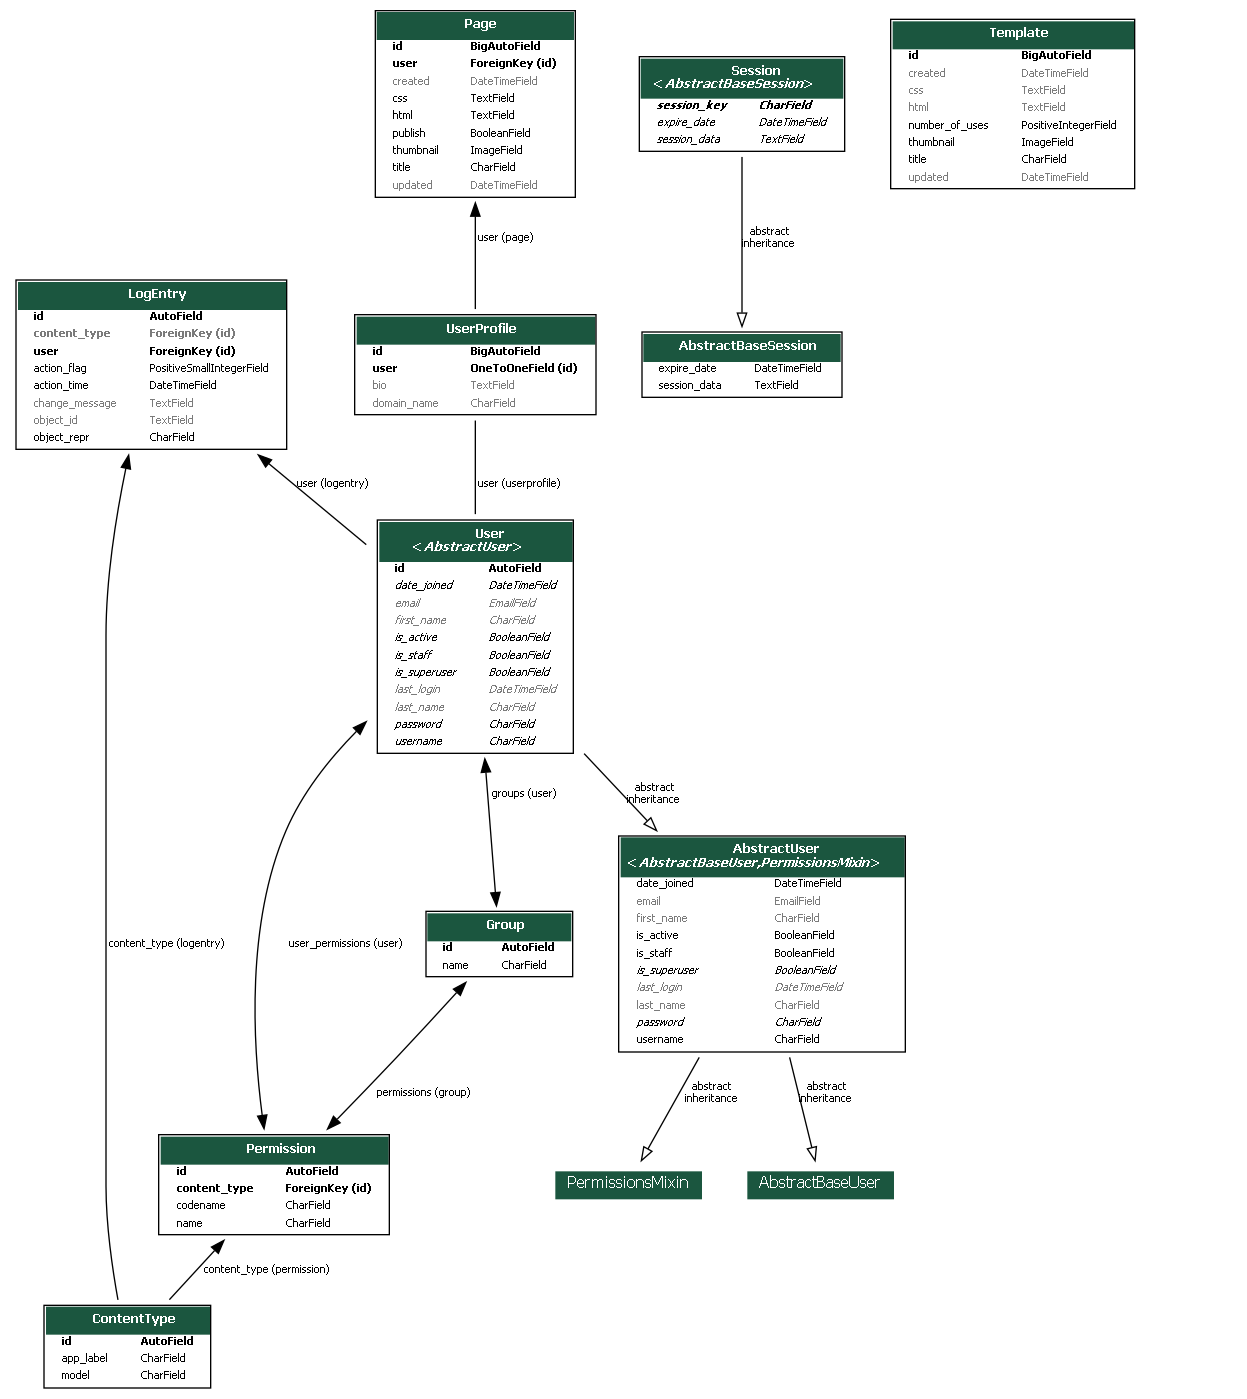 Page
id BigAutoField
user ForeignKey (id)
created DateTimeField
css TextField
html TextField
publish BooleanField
thumbnail ImageField
title CharField
updated DateTimeField
Session
<AbstractBaseSession>
session_key CharField
expire_date DateTimeField
session_data TextField
Template
id BigAutoField
created DateTimeField
css TextField
html TextField
number_of_uses PositiveIntegerField
thumbnail ImageField
title CharField
updated DateTimeField
user (page)
abstract
inheritance
LogEntry
id AutoField
content_type ForeignKey (id)
user ForeignKey (id)
action_flag PositiveSmallIntegerField
action_time DateTimeField
change_message TextField
object_id TextField
object_repr CharField
UserProfile
id BigAutoField
user OneToOneField (id)
bio TextField
domain_name CharField
AbstractBaseSession
expire_date DateTimeField
session_data TextField
user (logentry)
user (userprofile)
User
<AbstractUser>
id AutoField
date_joined DateTimeField
email EmailField
first_name CharField
is_active BooleanField
is_staff BooleanField
is_superuser BooleanField
last_login DateTimeField
last_name CharField
password CharField
username CharField
groups (user)
abstract
inheritance
AbstractUser
<AbstractBaseUser,PermissionsMixin>
date_joined DateTimeField
email EmailField
first_name CharField
is_active BooleanField
is_staff BooleanField
is_superuser BooleanField
last_login DateTimeField
last_name CharField
password CharField
username CharField
content_type (logentry)
user_permissions (user)
Group
id AutoField
name CharField
permissions (group)
abstract
inheritance
abstract
inheritance
Permission
id AutoField
content_type ForeignKey (id)
codename CharField
name CharField
PermissionsMixin
AbstractBaseUser
content_type (permission)
ContentType
id AutoField
app_label CharField
model CharField